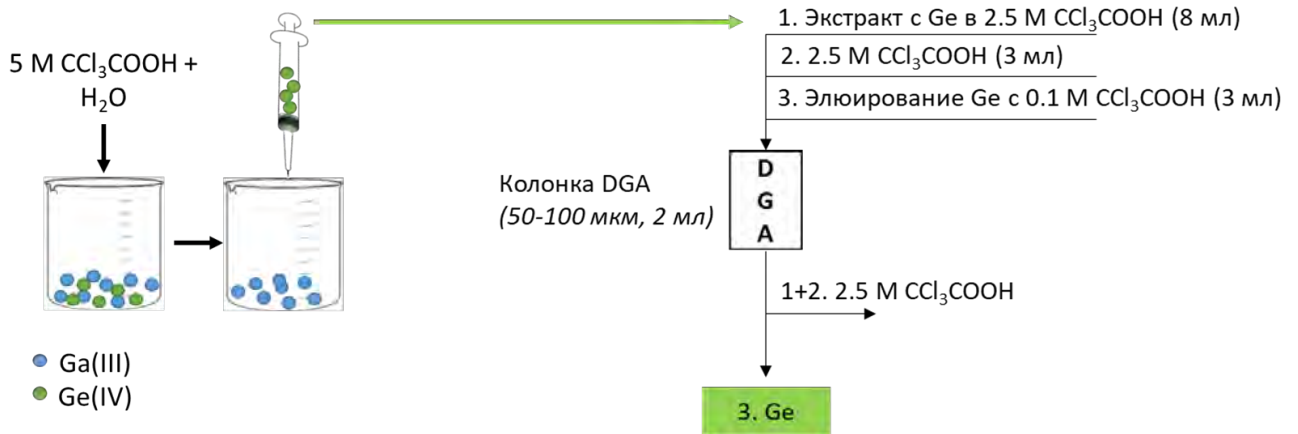 5 М CCl₃COOH +
H₂O
Ga(III)
Ge(IV)
1. Экстракт с Ge в 2.5 М CCl₃COOH (8 мл)
2. 2.5 М CCl₃COOH (3 мл)
3. Элюирование Ge с 0.1 М CCl₃COOH (3 мл)
Колонка DGA
(50-100 мкм, 2 мл)
D
G
A
1+2. 2.5 М CCl₃COOH
3. Ge